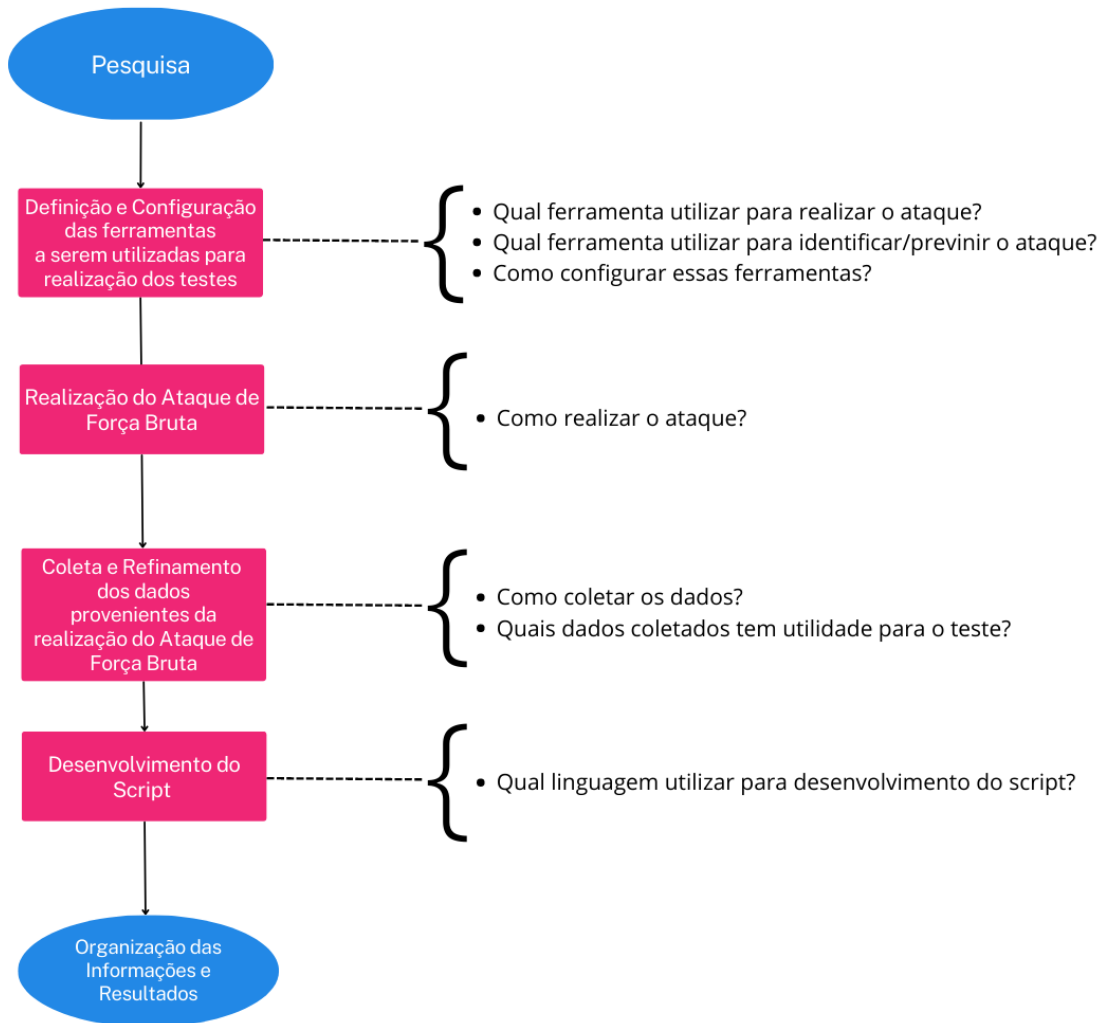 Pesquisa
Definição e Configuração
das ferramentas
a serem utilizadas para
realização dos testes
• Qual ferramenta utilizar para realizar o ataque?
• Qual ferramenta utilizar para identificar/previnir o ataque?
• Como configurar essas ferramentas?
Realização do Ataque de
Força Bruta
• Como realizar o ataque?
Coleta e Refinamento
dos dados
provenientes da
realização do Ataque de
Força Bruta
• Como coletar os dados?
• Quais dados coletados tem utilidade para o teste?
Desenvolvimento do
Script
• Qual linguagem utilizar para desenvolvimento do script?
Organização das
Informações e
Resultados